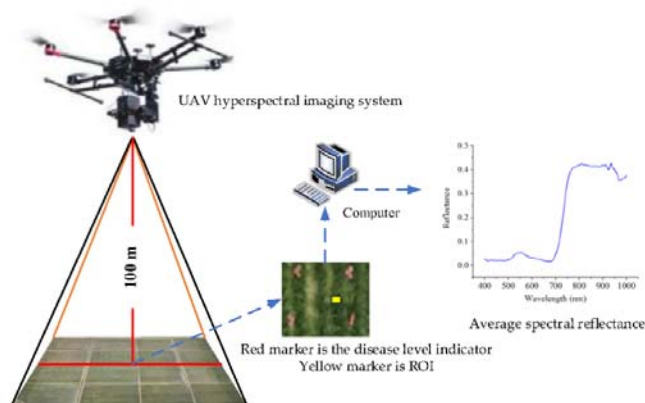 UAV hyperspectral imaging system
100 m
Computer
Red marker is the disease level indicator
Yellow marker is ROI
Reflectance
0.5
0.4
0.3
0.2
0.1
0.0
400 500 600 700 800 900 1000
Wavelength (nm)
Average spectral reflectance